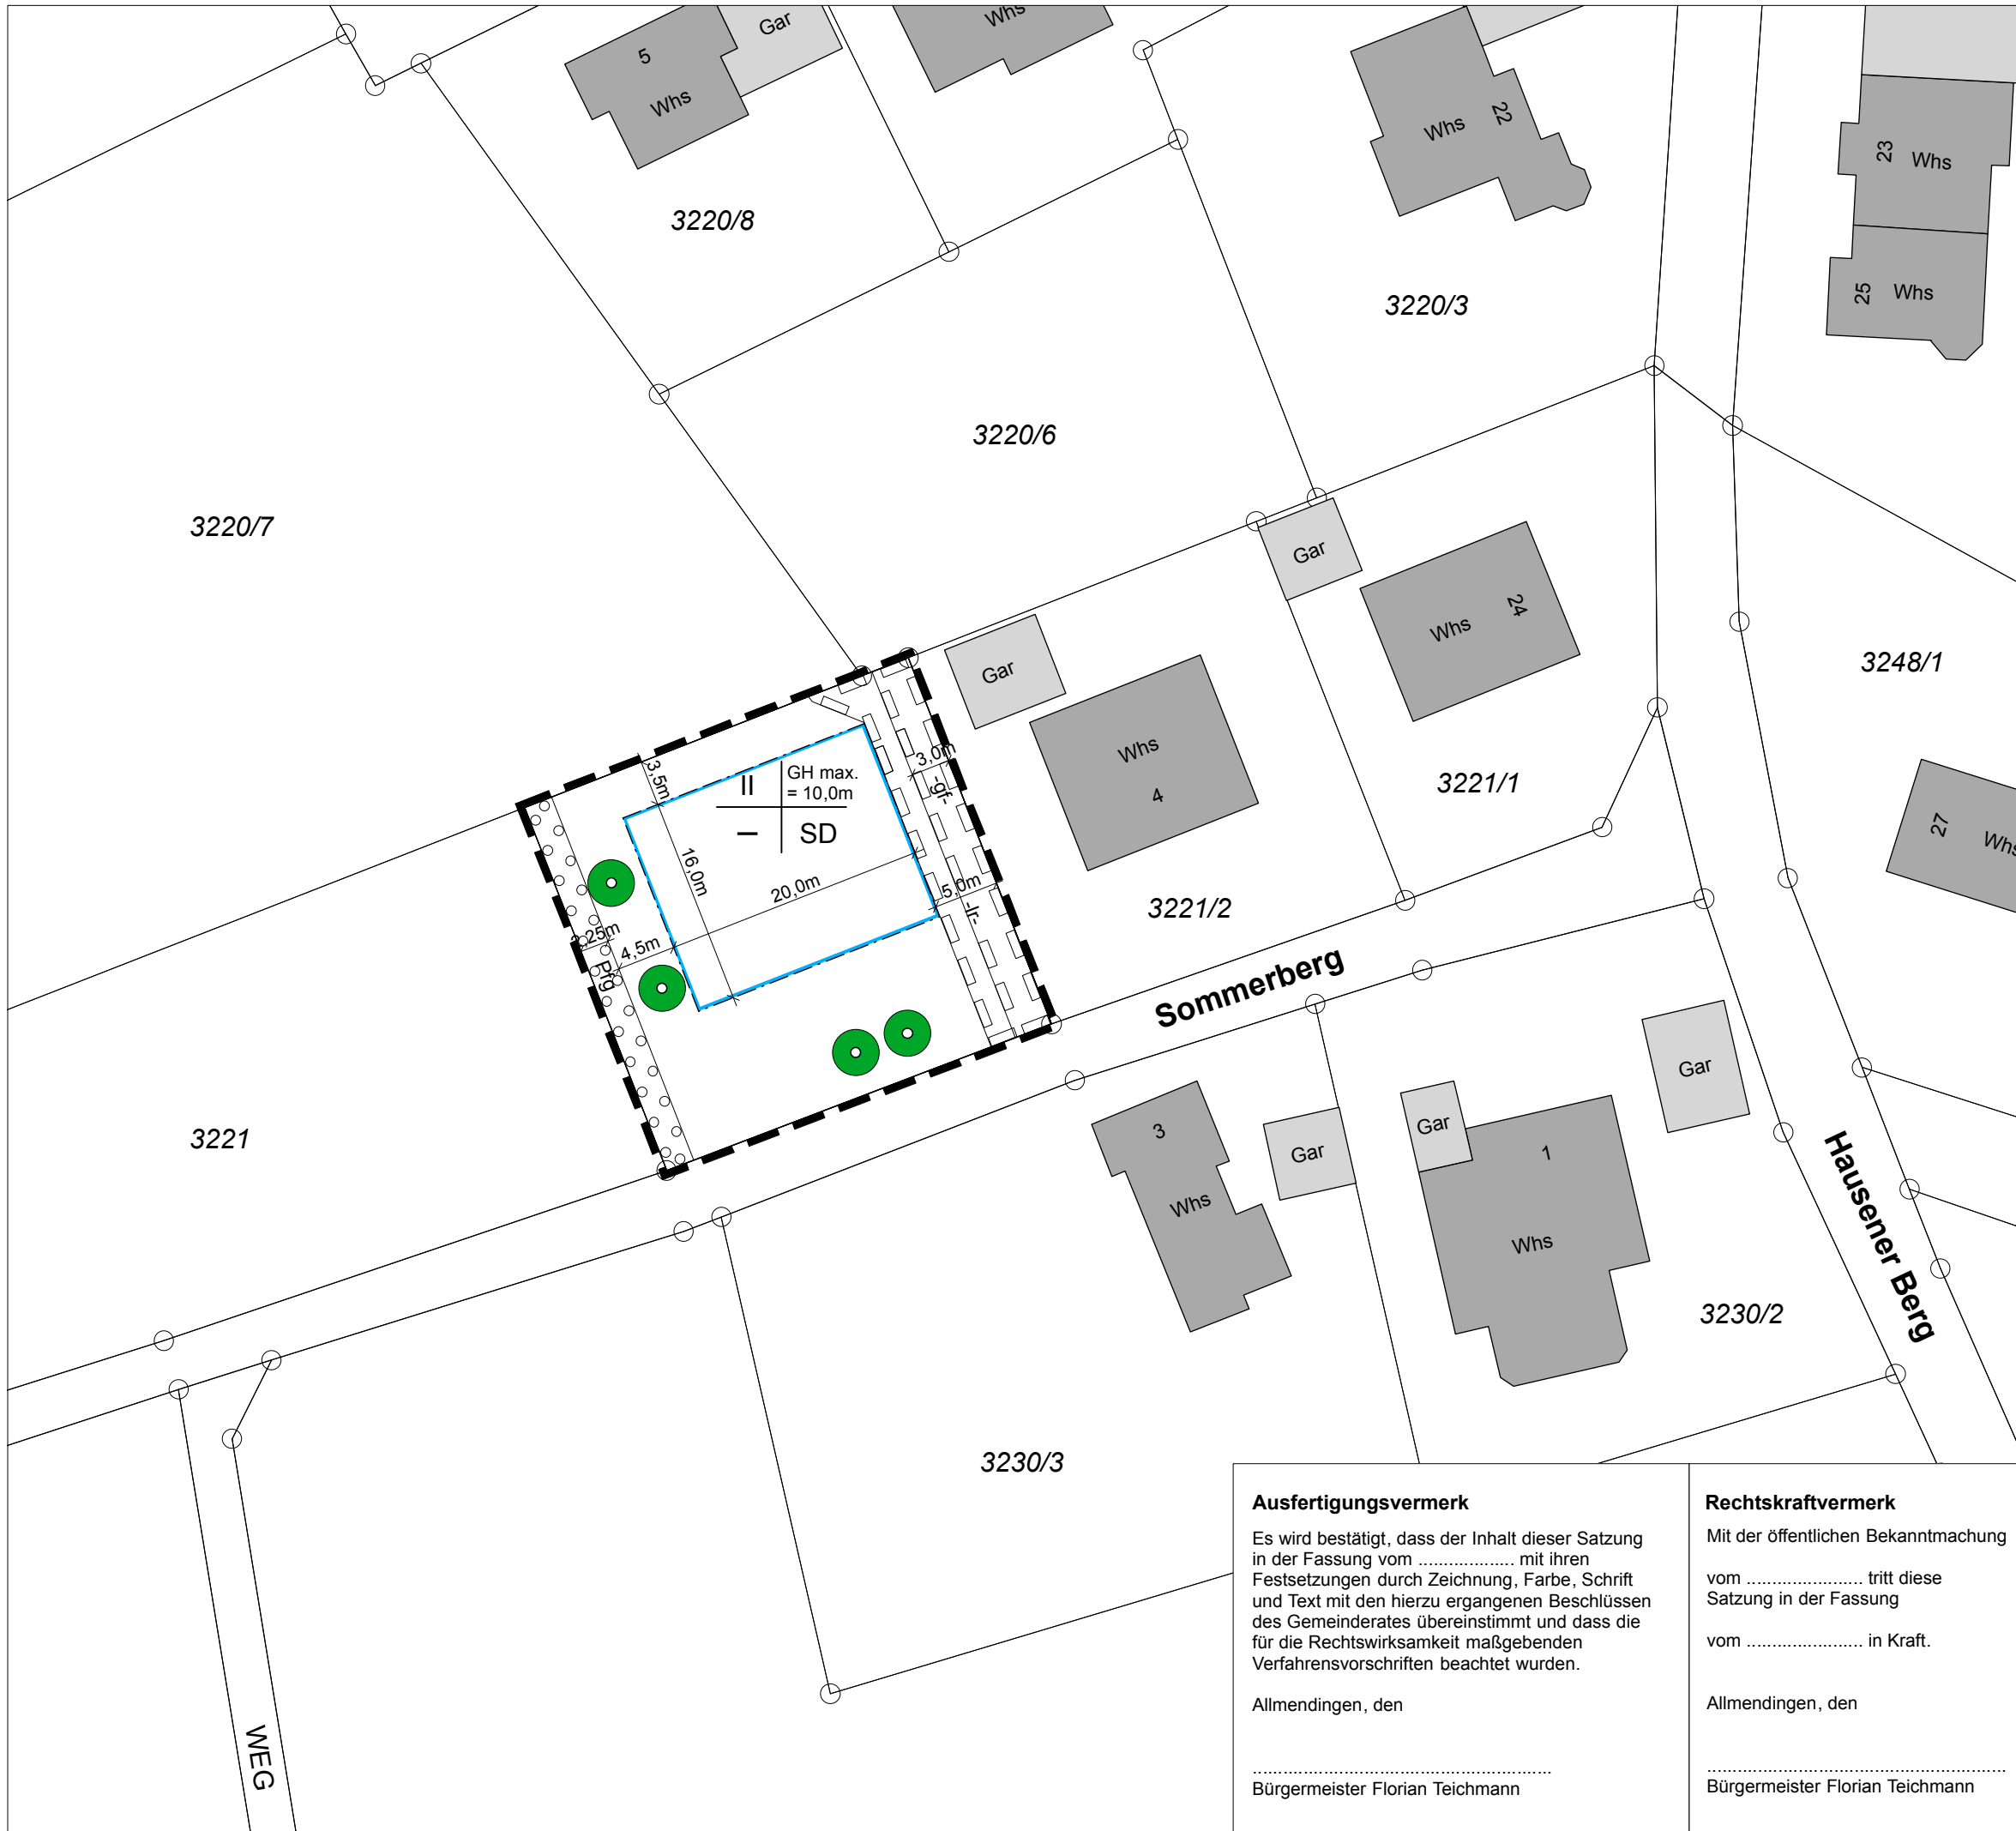 Gar
Whs
5
Whs
22
Whs
23
Whs
3220/8
25
Whs
3220/3
3220/6
3220/7
Gar
24
Whs
Gar
3248/1
Whs
4
3221/1
3,0m
-gf-
3,5m
II
GH max.
= 10,0m
–
SD
27
Whs
16,0m
20,0m
5,0m
-lr-
3221/2
4,5m
Pfg
Sommerberg
3221
3
Whs
Gar
Gar
1
Whs
Gar
Hausener Berg
3230/2
3230/3
WEG
Ausfertigungsvermerk
Es wird bestätigt, dass der Inhalt dieser Satzung
in der Fassung vom ................... mit ihren
Festsetzungen durch Zeichnung, Farbe, Schrift
und Text mit den hierzu ergangenen Beschlüssen
des Gemeinderates übereinstimmt und dass die
für die Rechtswirksamkeit maßgebenden
Verfahrensvorschriften beachtet wurden.
Allmendingen, den
..........................................................
Bürgermeister Florian Teichmann
Rechtskraftvermerk
Mit der öffentlichen Bekanntmachung
vom ....................... tritt diese
Satzung in der Fassung
vom ....................... in Kraft.
Allmendingen, den
..........................................................
Bürgermeister Florian Teichmann